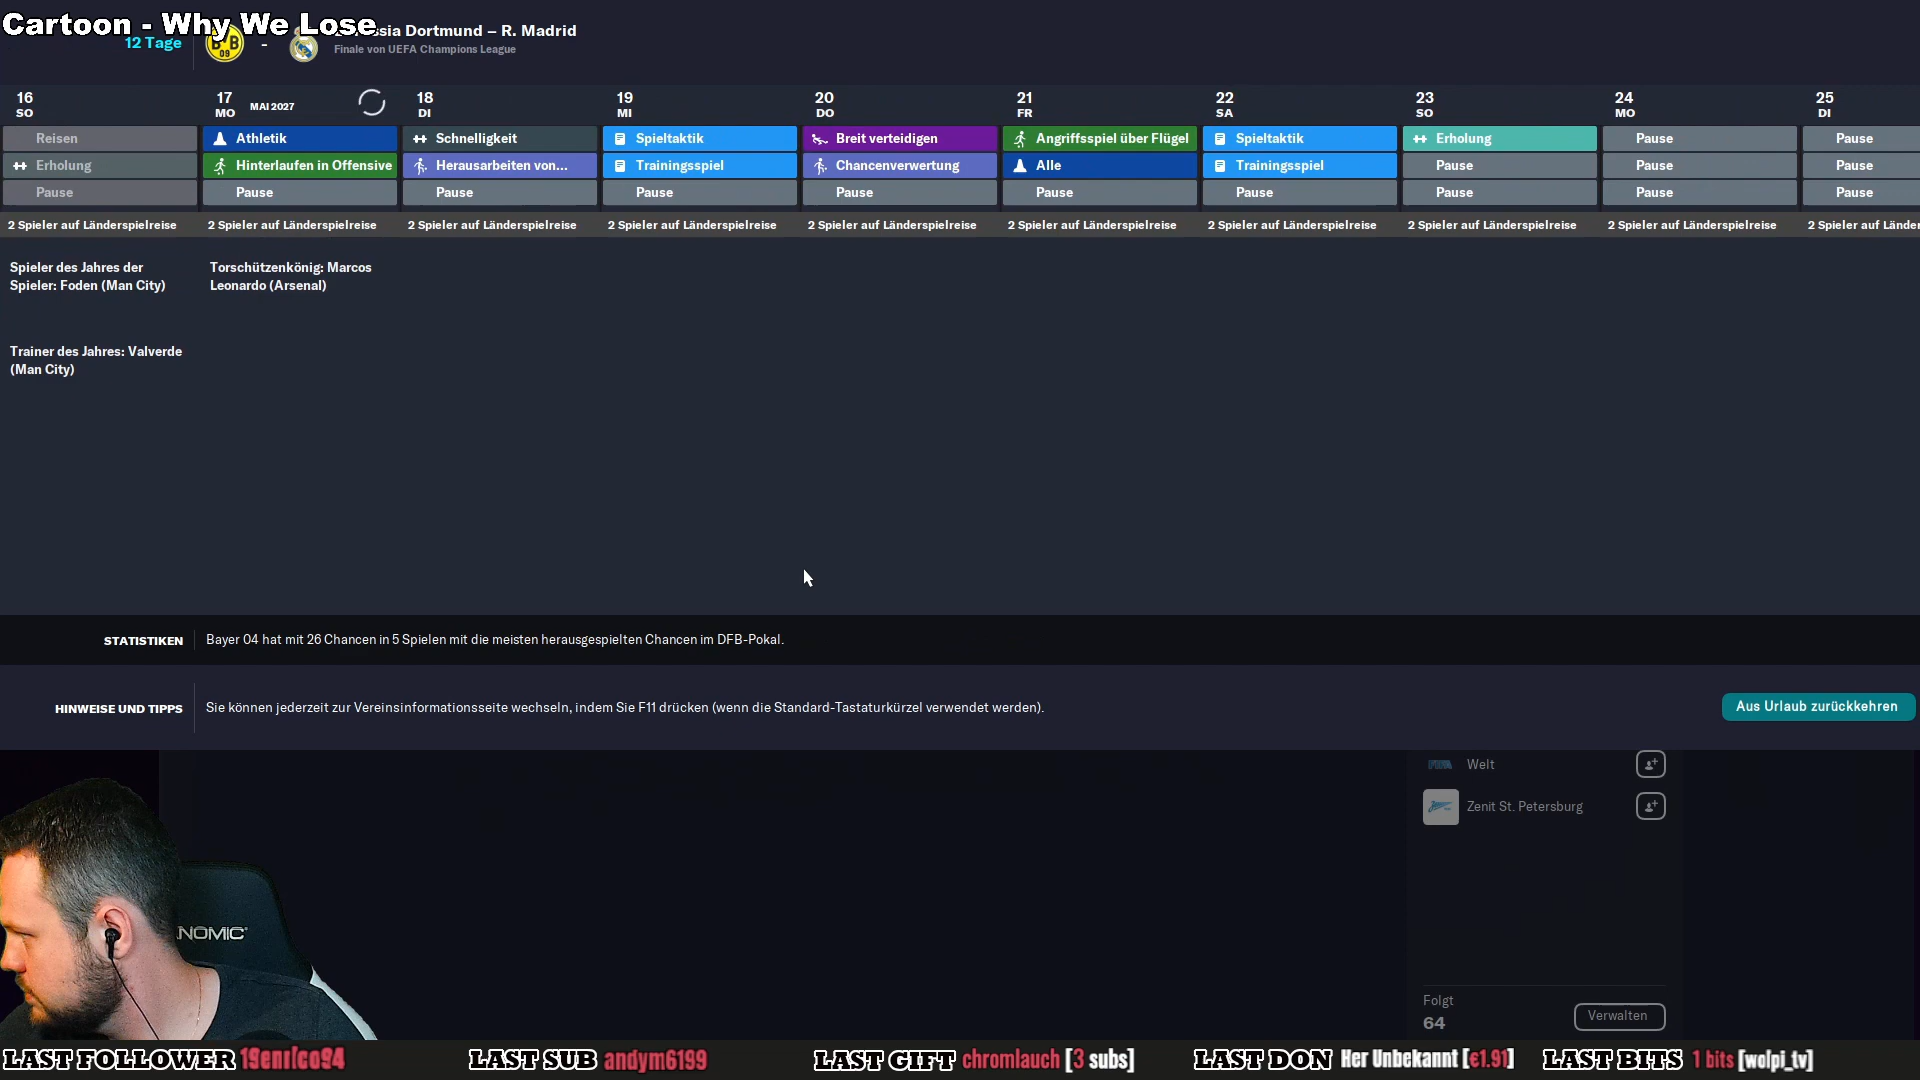 Cartoon - Why We Lose
12 Tage
ssia Dortmund – R. Madrid
Finale von UEFA Champions League
16 SO
17 MO MAI 2027
18 DI
19 MI
20 DO
21 FR
22 SA
23 SO
24 MO
25 DI
Reisen
Athletik
Schnelligkeit
Spieltaktik
Breit verteidigen
Angriffsspiel über Flügel
Spieltaktik
Erholung
Pause
Pause
Erholung
Hinterlaufen in Offensive
Herausarbeiten von...
Trainingsspiel
Chancenverwertung
Alle
Trainingsspiel
Pause
Pause
Pause
Pause
Pause
Pause
Pause
Pause
Pause
Pause
Pause
Pause
Pause
2 Spieler auf Länderspielreise
2 Spieler auf Länderspielreise
2 Spieler auf Länderspielreise
2 Spieler auf Länderspielreise
2 Spieler auf Länderspielreise
2 Spieler auf Länderspielreise
2 Spieler auf Länderspielreise
2 Spieler auf Länderspielreise
2 Spieler auf Länderspielreise
2 Spieler auf Länder
Spieler des Jahres der
Spieler: Foden (Man City)
Torschützenkönig: Marcos
Leonardo (Arsenal)
Trainer des Jahres: Valverde
(Man City)
STATISTIKEN
Bayer 04 hat mit 26 Chancen in 5 Spielen mit die meisten herausgespielten Chancen im DFB-Pokal.
HINWEISE UND TIPPS
Sie können jederzeit zur Vereinsinformationsseite wechseln, indem Sie F11 drücken (wenn die Standard-Tastaturkürzel verwendet werden).
Aus Urlaub zurückkehren
FIFA Welt
Zenit St. Petersburg
NOMIC
Folgt
64
Verwalten
LAST FOLLOWER 19enrico94
LAST SUB andym6199
LAST GIFT chromlauch [3 subs]
LAST DON Her Unbekannt [€1.91]
LAST BITS 1 bits [wolpi_tv]